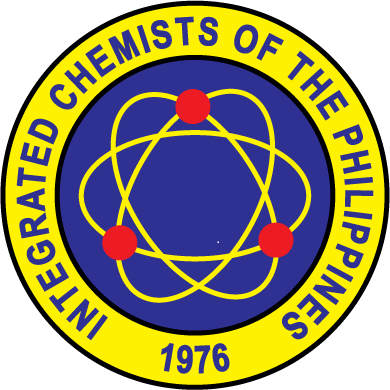 INTEGRATED CHEMISTS OF THE PHILIPPINES
1976